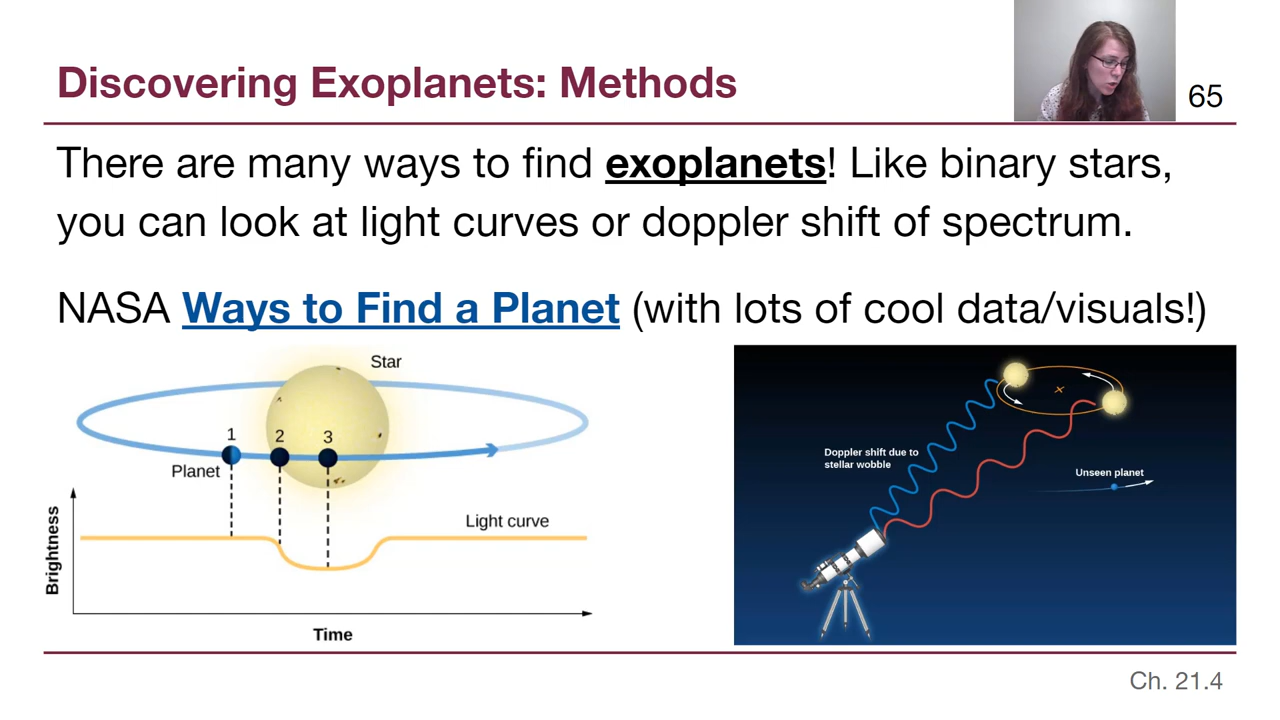 Discovering Exoplanets: Methods
65
There are many ways to find exoplanets! Like binary stars,
you can look at light curves or doppler shift of spectrum.
NASA Ways to Find a Planet (with lots of cool data/visuals!)
Star
1
2
3
Planet
Light curve
Brightness
Time
Doppler shift due to
stellar wobble
Unseen planet
Ch. 21.4